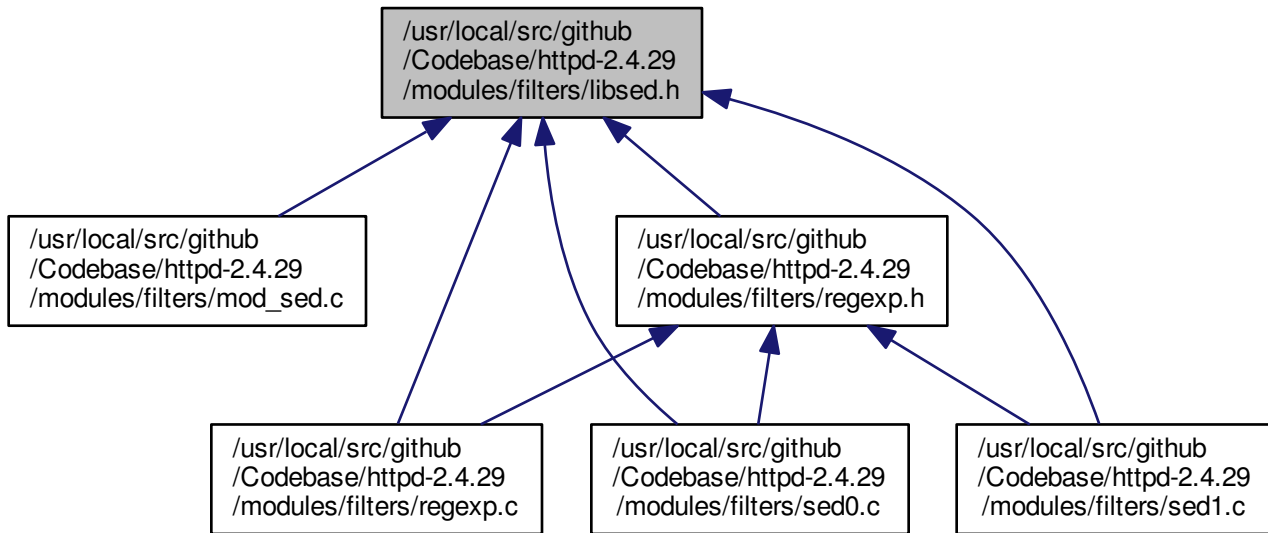 /usr/local/src/github
/Codebase/httpd-2.4.29
/modules/filters/libsed.h
/usr/local/src/github
/Codebase/httpd-2.4.29
/modules/filters/mod_sed.c
/usr/local/src/github
/Codebase/httpd-2.4.29
/modules/filters/regexp.h
/usr/local/src/github
/Codebase/httpd-2.4.29
/modules/filters/regexp.c
/usr/local/src/github
/Codebase/httpd-2.4.29
/modules/filters/sed0.c
/usr/local/src/github
/Codebase/httpd-2.4.29
/modules/filters/sed1.c